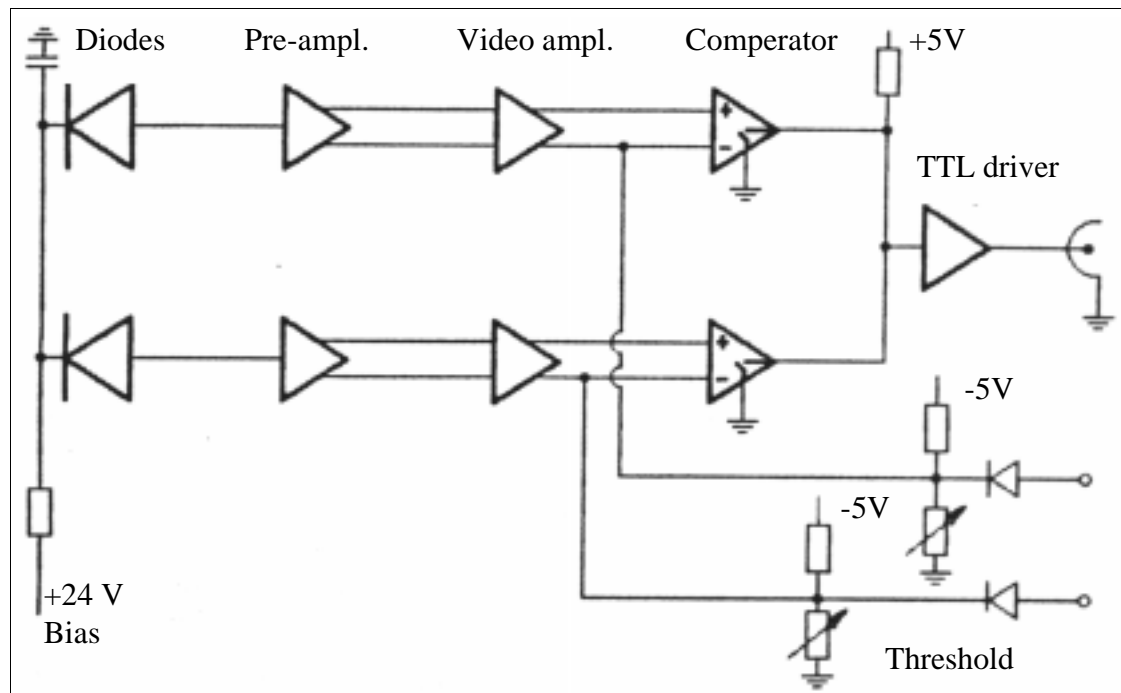 Diodes
Pre-ampl.
Video ampl.
Comperator
+5V
+
-
TTL driver
+
-
-5V
-5V
+24 V
Bias
Threshold